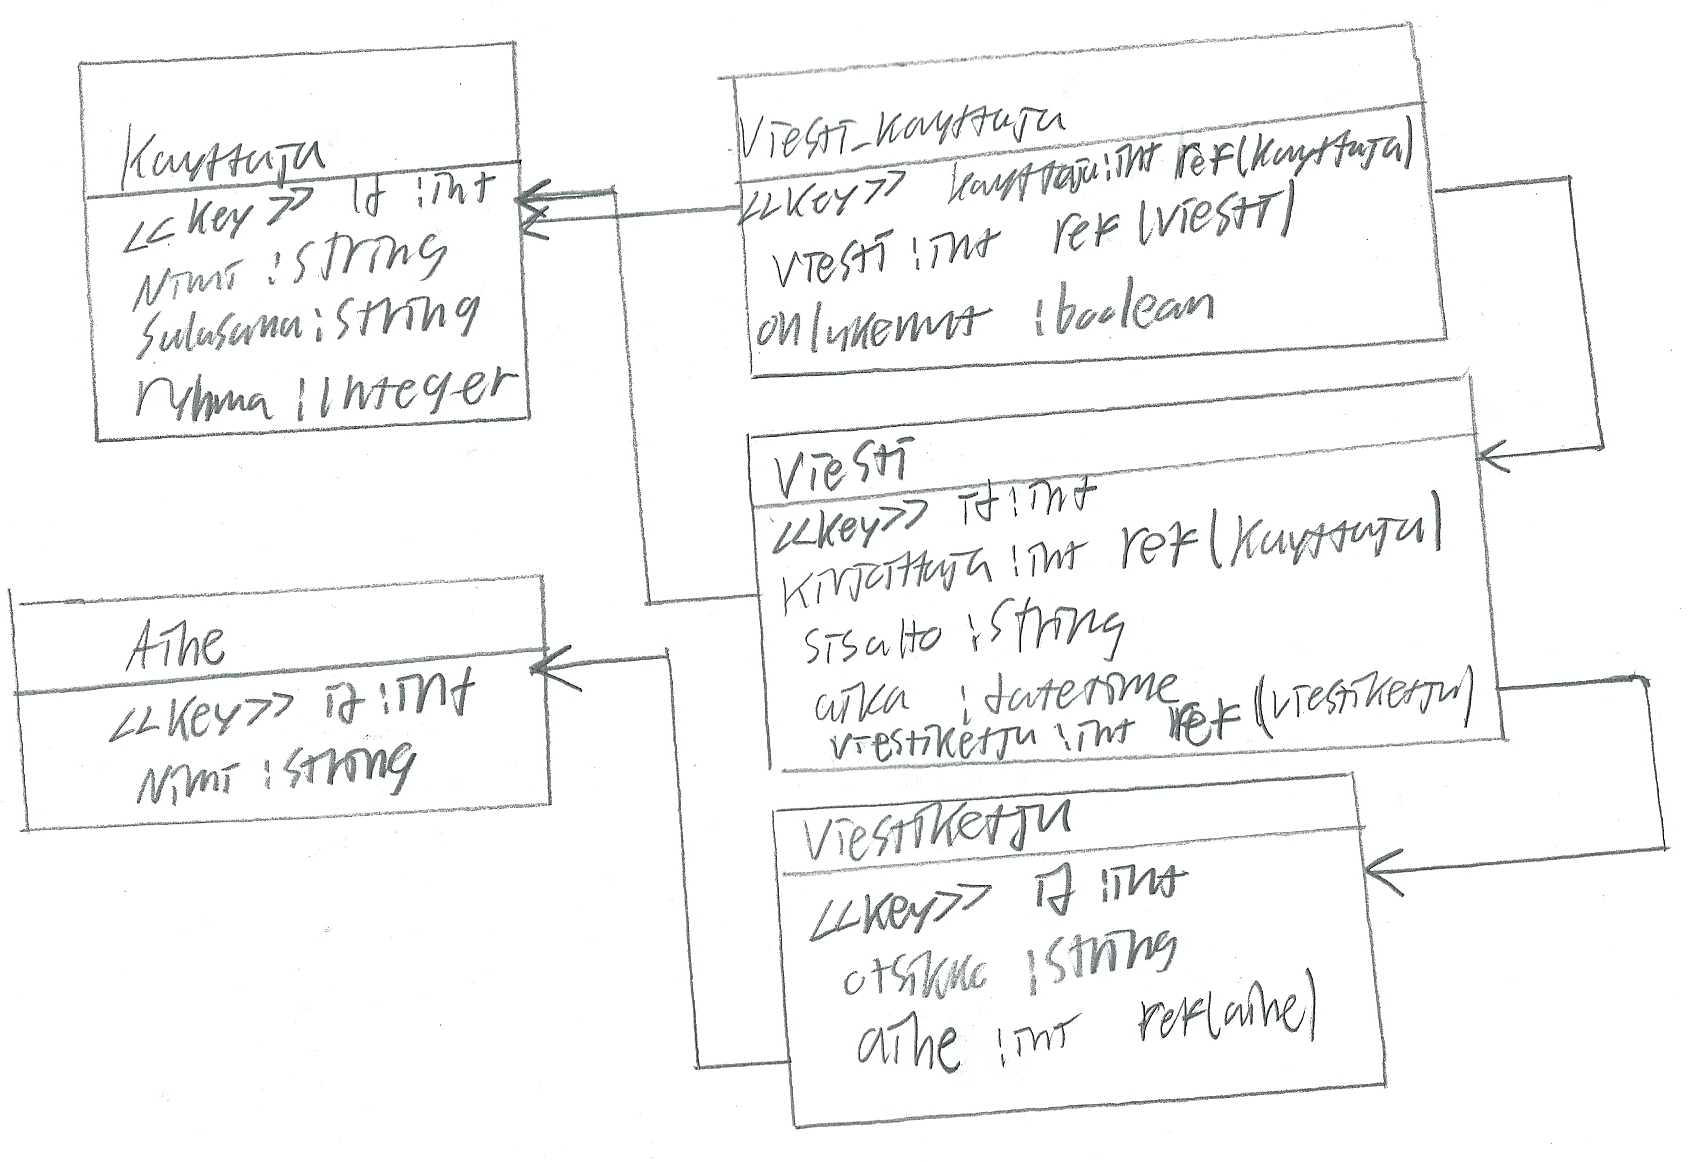 Kayttaja
<<key>> id : int
Nimi : string
Salasana : string
ryhma : Integer
Viesti_kayttaja
<<key>> kayttaja : int ref(kayttaja)
viesti : int ref(viesti)
onlukenut : boolean
Viesti
<<key>> id : int
Kirjoittaja : int ref(kayttaja)
sisalto : string
aika : datetime
viestiketju : int ref(viestiketju)
Aihe
<<key>> id : int
Nimi : string
Viestiketju
<<key>> id : int
otsikko : string
aihe : int ref(aihe)